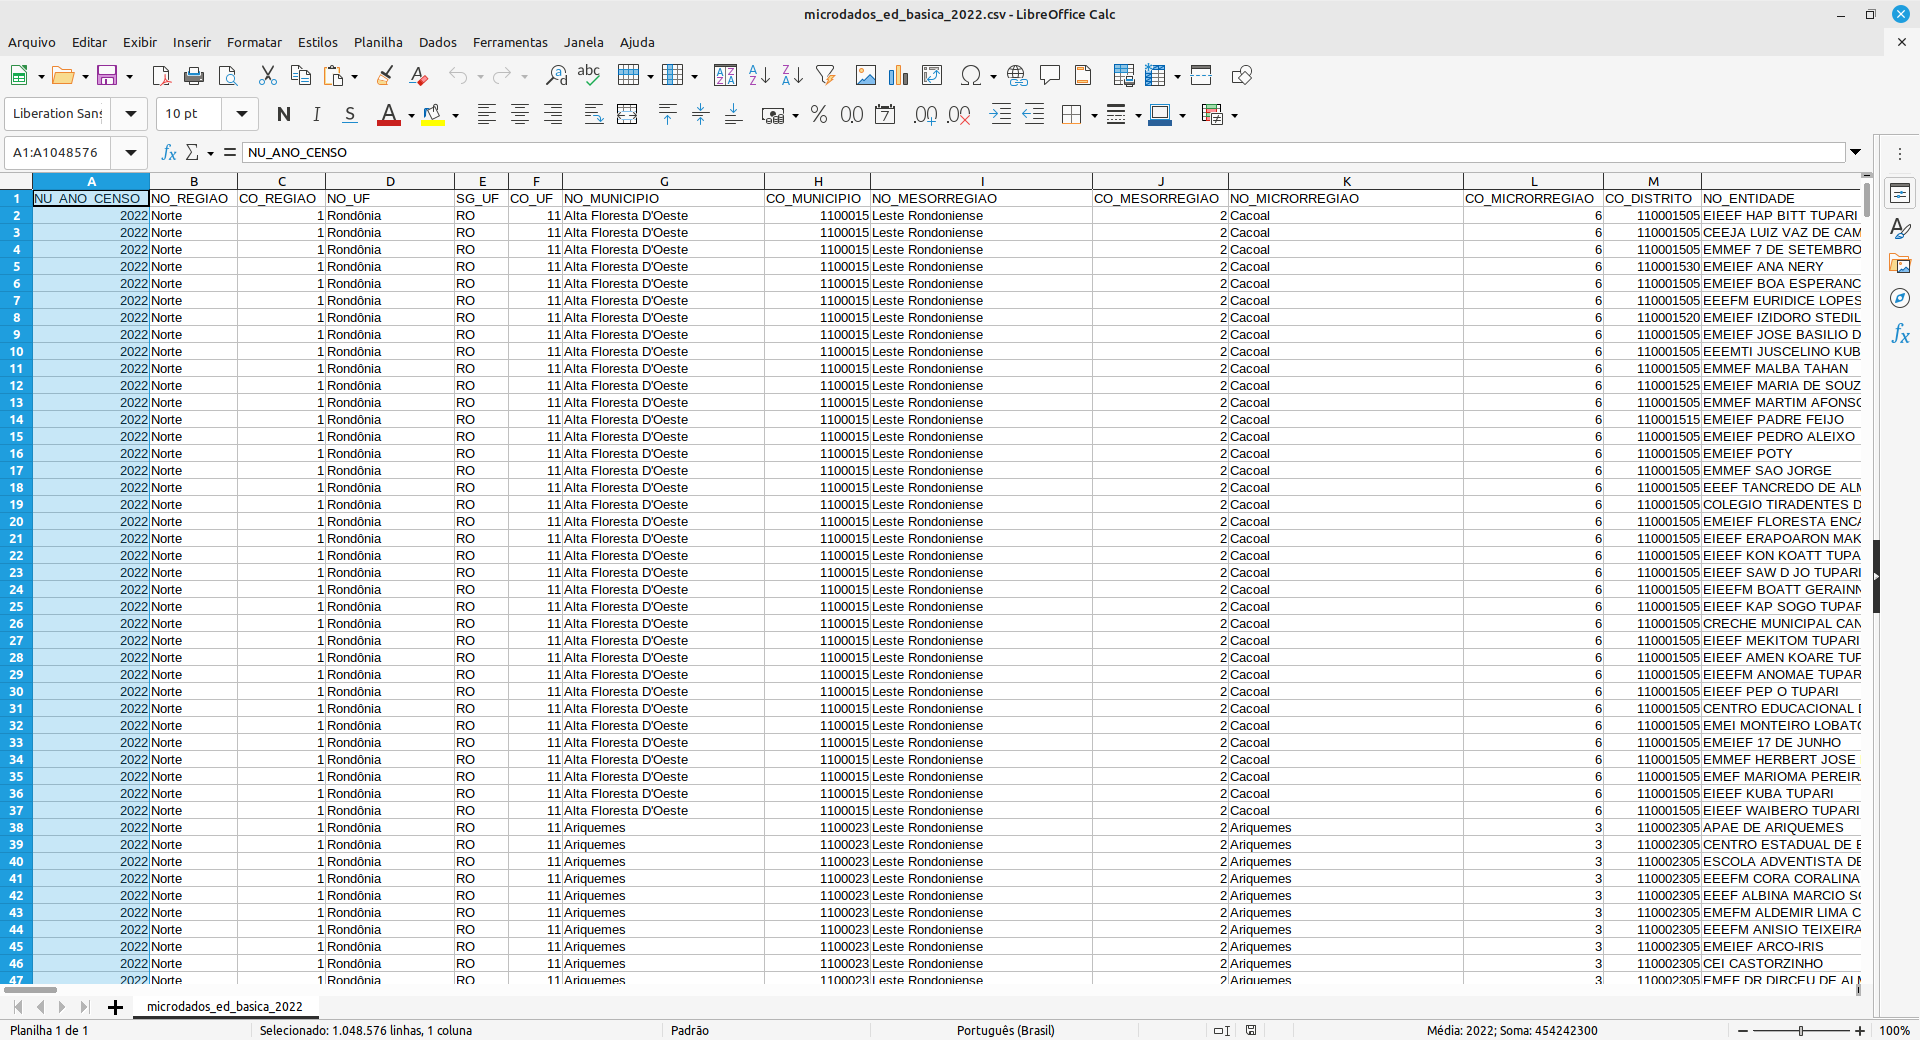 microdados_ed_basica_2022.csv - LibreOffice Calc
Arquivo Editar Exibir Inserir Formatar Estilos Planilha Dados Ferramentas Janela Ajuda
Liberation Sans 10 pt N I S
A1:A1048576 NU_ANO_CENSO
A B C D E F G H I J K L M
1 NU_ANO_CENSO NO_REGIAO CO_REGIAO NO_UF SG_UF CO_UF NO_MUNICIPIO CO_MUNICIPIO NO_MESORREGIAO CO_MESORREGIAO NO_MICRORREGIAO CO_MICRORREGIAO CO_DISTRITO NO_ENTIDADE
2 2022 Norte 1 Rondônia RO 11 Alta Floresta D'Oeste 1100015 Leste Rondoniense 2 Cacoal 6 110001505 EIEEF HAP BITT TUPARI
3 2022 Norte 1 Rondônia RO 11 Alta Floresta D'Oeste 1100015 Leste Rondoniense 2 Cacoal 6 110001505 CEEJA LUIZ VAZ DE CAM
4 2022 Norte 1 Rondônia RO 11 Alta Floresta D'Oeste 1100015 Leste Rondoniense 2 Cacoal 6 110001505 EMMEF 7 DE SETEMBRO
5 2022 Norte 1 Rondônia RO 11 Alta Floresta D'Oeste 1100015 Leste Rondoniense 2 Cacoal 6 110001530 EMEIEF ANA NERY
6 2022 Norte 1 Rondônia RO 11 Alta Floresta D'Oeste 1100015 Leste Rondoniense 2 Cacoal 6 110001505 EMEIEF BOA ESPERANC
7 2022 Norte 1 Rondônia RO 11 Alta Floresta D'Oeste 1100015 Leste Rondoniense 2 Cacoal 6 110001505 EEEFM EURIDICE LOPES
8 2022 Norte 1 Rondônia RO 11 Alta Floresta D'Oeste 1100015 Leste Rondoniense 2 Cacoal 6 110001520 EMEIEF IZIDORO STEDIL
9 2022 Norte 1 Rondônia RO 11 Alta Floresta D'Oeste 1100015 Leste Rondoniense 2 Cacoal 6 110001505 EMEIEF JOSE BASILIO D
10 2022 Norte 1 Rondônia RO 11 Alta Floresta D'Oeste 1100015 Leste Rondoniense 2 Cacoal 6 110001505 EEEMTI JUSCELINO KUB
11 2022 Norte 1 Rondônia RO 11 Alta Floresta D'Oeste 1100015 Leste Rondoniense 2 Cacoal 6 110001505 EMMEF MALBA TAHAN
12 2022 Norte 1 Rondônia RO 11 Alta Floresta D'Oeste 1100015 Leste Rondoniense 2 Cacoal 6 110001525 EMEIEF MARIA DE SOUZ
13 2022 Norte 1 Rondônia RO 11 Alta Floresta D'Oeste 1100015 Leste Rondoniense 2 Cacoal 6 110001505 EMMEF MARTIM AFONSO
14 2022 Norte 1 Rondônia RO 11 Alta Floresta D'Oeste 1100015 Leste Rondoniense 2 Cacoal 6 110001515 EMEIEF PADRE FEIJO
15 2022 Norte 1 Rondônia RO 11 Alta Floresta D'Oeste 1100015 Leste Rondoniense 2 Cacoal 6 110001505 EMEIEF PEDRO ALEIXO
16 2022 Norte 1 Rondônia RO 11 Alta Floresta D'Oeste 1100015 Leste Rondoniense 2 Cacoal 6 110001505 EMEIEF POTY
17 2022 Norte 1 Rondônia RO 11 Alta Floresta D'Oeste 1100015 Leste Rondoniense 2 Cacoal 6 110001505 EMMEF SAO JORGE
18 2022 Norte 1 Rondônia RO 11 Alta Floresta D'Oeste 1100015 Leste Rondoniense 2 Cacoal 6 110001505 EEEF TANCREDO DE ALM
19 2022 Norte 1 Rondônia RO 11 Alta Floresta D'Oeste 1100015 Leste Rondoniense 2 Cacoal 6 110001505 COLEGIO TIRADENTES D
20 2022 Norte 1 Rondônia RO 11 Alta Floresta D'Oeste 1100015 Leste Rondoniense 2 Cacoal 6 110001505 EMEIEF FLORESTA ENCA
21 2022 Norte 1 Rondônia RO 11 Alta Floresta D'Oeste 1100015 Leste Rondoniense 2 Cacoal 6 110001505 EIEEF ERAPOARON MAK
22 2022 Norte 1 Rondônia RO 11 Alta Floresta D'Oeste 1100015 Leste Rondoniense 2 Cacoal 6 110001505 EIEEF KON KOATT TUPA
23 2022 Norte 1 Rondônia RO 11 Alta Floresta D'Oeste 1100015 Leste Rondoniense 2 Cacoal 6 110001505 EIEEF SAW D JO TUPARI
24 2022 Norte 1 Rondônia RO 11 Alta Floresta D'Oeste 1100015 Leste Rondoniense 2 Cacoal 6 110001505 EIEEFM BOATT GERAINN
25 2022 Norte 1 Rondônia RO 11 Alta Floresta D'Oeste 1100015 Leste Rondoniense 2 Cacoal 6 110001505 EIEEF KAP SOGO TUPAR
26 2022 Norte 1 Rondônia RO 11 Alta Floresta D'Oeste 1100015 Leste Rondoniense 2 Cacoal 6 110001505 CRECHE MUNICIPAL CAN
27 2022 Norte 1 Rondônia RO 11 Alta Floresta D'Oeste 1100015 Leste Rondoniense 2 Cacoal 6 110001505 EIEEF MEKITOM TUPARI
28 2022 Norte 1 Rondônia RO 11 Alta Floresta D'Oeste 1100015 Leste Rondoniense 2 Cacoal 6 110001505 EIEEF AMEN KOARE TUP
29 2022 Norte 1 Rondônia RO 11 Alta Floresta D'Oeste 1100015 Leste Rondoniense 2 Cacoal 6 110001505 EIEEFM ANOMAE TUPAR
30 2022 Norte 1 Rondônia RO 11 Alta Floresta D'Oeste 1100015 Leste Rondoniense 2 Cacoal 6 110001505 EIEEF PEP O TUPARI
31 2022 Norte 1 Rondônia RO 11 Alta Floresta D'Oeste 1100015 Leste Rondoniense 2 Cacoal 6 110001505 CENTRO EDUCACIONAL D
32 2022 Norte 1 Rondônia RO 11 Alta Floresta D'Oeste 1100015 Leste Rondoniense 2 Cacoal 6 110001505 EMEI MONTEIRO LOBATO
33 2022 Norte 1 Rondônia RO 11 Alta Floresta D'Oeste 1100015 Leste Rondoniense 2 Cacoal 6 110001505 EMEIEF 17 DE JUNHO
34 2022 Norte 1 Rondônia RO 11 Alta Floresta D'Oeste 1100015 Leste Rondoniense 2 Cacoal 6 110001505 EMMEF HERBERT JOSE
35 2022 Norte 1 Rondônia RO 11 Alta Floresta D'Oeste 1100015 Leste Rondoniense 2 Cacoal 6 110001505 EMEF MARIOMA PEREIR
36 2022 Norte 1 Rondônia RO 11 Alta Floresta D'Oeste 1100015 Leste Rondoniense 2 Cacoal 6 110001505 EIEEF KUBA TUPARI
37 2022 Norte 1 Rondônia RO 11 Alta Floresta D'Oeste 1100015 Leste Rondoniense 2 Cacoal 6 110001505 EIEEF WAIBERO TUPARI
38 2022 Norte 1 Rondônia RO 11 Ariquemes 1100023 Leste Rondoniense 2 Ariquemes 3 110002305 APAE DE ARIQUEMES
39 2022 Norte 1 Rondônia RO 11 Ariquemes 1100023 Leste Rondoniense 2 Ariquemes 3 110002305 CENTRO ESTADUAL DE E
40 2022 Norte 1 Rondônia RO 11 Ariquemes 1100023 Leste Rondoniense 2 Ariquemes 3 110002305 ESCOLA ADVENTISTA DE
41 2022 Norte 1 Rondônia RO 11 Ariquemes 1100023 Leste Rondoniense 2 Ariquemes 3 110002305 EEEFM CORA CORALINA
42 2022 Norte 1 Rondônia RO 11 Ariquemes 1100023 Leste Rondoniense 2 Ariquemes 3 110002305 EEEF ALBINA MARCIO SO
43 2022 Norte 1 Rondônia RO 11 Ariquemes 1100023 Leste Rondoniense 2 Ariquemes 3 110002305 EMEFM ALDEMIR LIMA C
44 2022 Norte 1 Rondônia RO 11 Ariquemes 1100023 Leste Rondoniense 2 Ariquemes 3 110002305 EEEFM ANISIO TEIXEIRA
45 2022 Norte 1 Rondônia RO 11 Ariquemes 1100023 Leste Rondoniense 2 Ariquemes 3 110002305 EMEIEF ARCO-IRIS
46 2022 Norte 1 Rondônia RO 11 Ariquemes 1100023 Leste Rondoniense 2 Ariquemes 3 110002305 CEI CASTORZINHO
47 2022 Norte 1 Rondônia RO 11 Ariquemes 1100023 Leste Rondoniense 2 Ariquemes 3 110002305 EMEF DR DIRCEU DE ALM
microdados_ed_basica_2022
Planilha 1 de 1 Selecionado: 1.048.576 linhas, 1 coluna Padrão Português (Brasil) Média: 2022; Soma: 454242300 100%